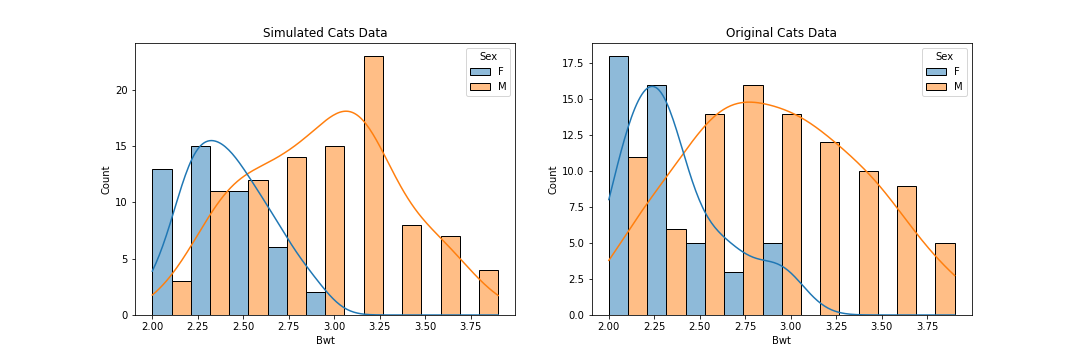 Simulated Cats Data
Sex
F
M
20
15
10
5
0
Count
2.00 2.25 2.50 2.75 3.00 3.25 3.50 3.75
Bwt
Original Cats Data
Sex
F
M
17.5
15.0
12.5
10.0
7.5
5.0
2.5
0.0
Count
2.00 2.25 2.50 2.75 3.00 3.25 3.50 3.75
Bwt